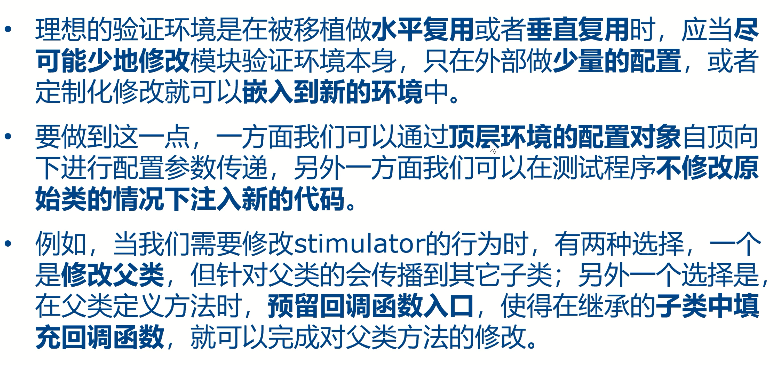 • 理想的验证环境是在被移植做水平复用或者垂直复用时，应当尽
可能少地修改模块验证环境本身，只在外部做少量的配置，或者
定制化修改就可以嵌入到新的环境中。
• 要做到这一点，一方面我们可以通过顶层环境的配置对象自顶向
下进行配置参数传递，另外一方面我们可以在测试程序不修改原
始类的情况下注入新的代码。
• 例如，当我们需要修改stimulator的行为时，有两种选择，一个
是修改父类，但针对父类的会传播到其它子类；另外一个选择是，
在父类定义方法时，预留回调函数入口，使得在继承的子类中填
充回调函数，就可以完成对父类方法的修改。